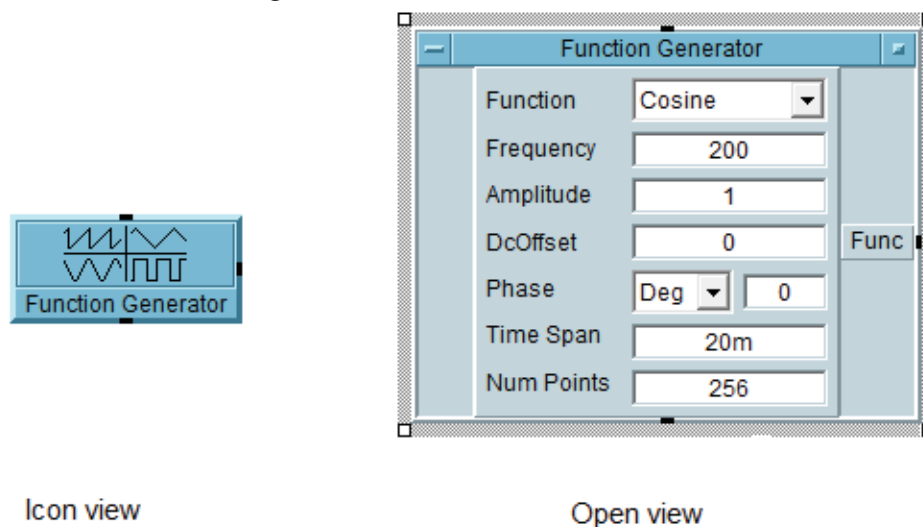 Function Generator
Function Cosine
Frequency 200
Amplitude 1
DcOffset 0
Func
Phase Deg 0
Time Span 20m
Num Points 256
Function Generator
Icon view
Open view